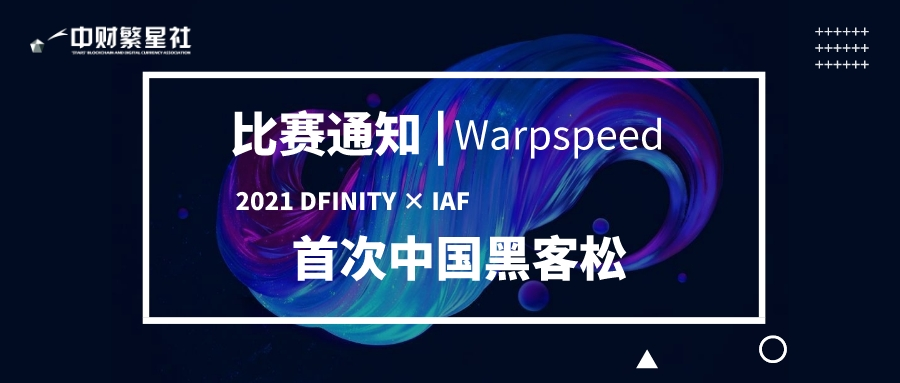 中财繁星社
比赛通知 | Warpspeed
2021 DFINITY × IAF
首次中国黑客松